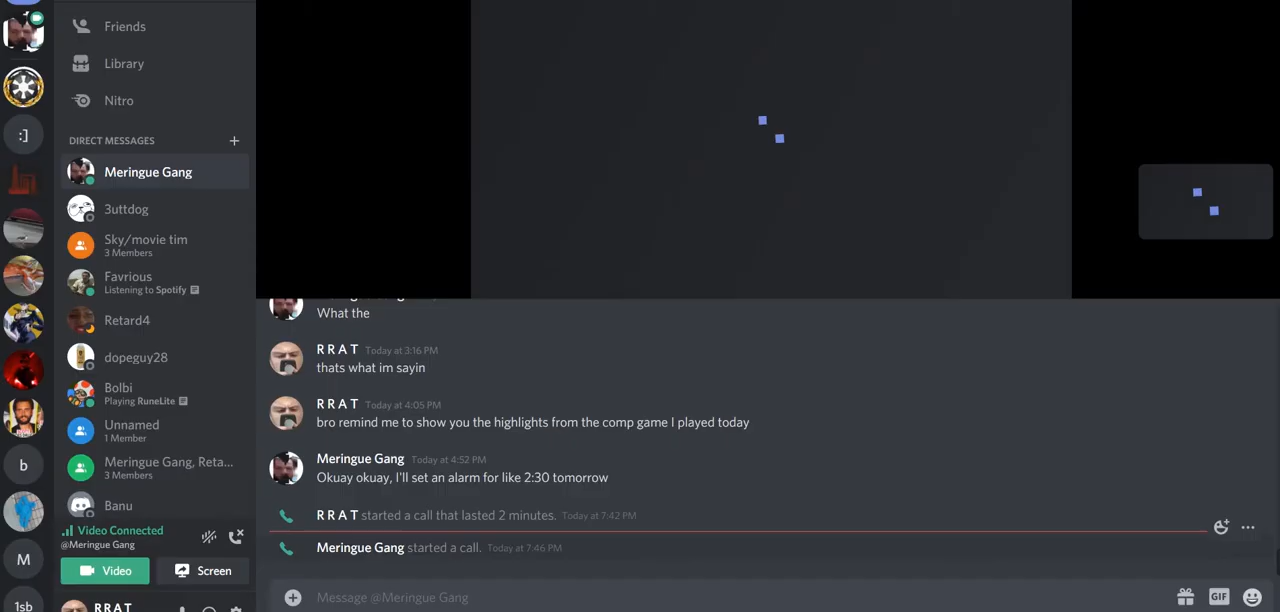 Friends
Library
Nitro
DIRECT MESSAGES
Meringue Gang
3uttdog
Sky/movie tim
3 Members
Favrious
Listening to Spotify
Retard4
dopeguy28
Bolbi
Playing RuneLite
Unnamed
1 Member
Meringue Gang, Reta...
3 Members
Banu
Video Connected
@Meringue Gang
Video
Screen
R R A T
:]
b
M
1sb
What the
R R A T Today at 3:16 PM
thats what im sayin
R R A T Today at 4:05 PM
bro remind me to show you the highlights from the comp game I played today
Meringue Gang Today at 4:52 PM
Okuay okuay, I'll set an alarm for like 2:30 tomorrow
R R A T started a call that lasted 2 minutes. Today at 7:42 PM
Meringue Gang started a call. Today at 7:46 PM
Message @Meringue Gang
GIF